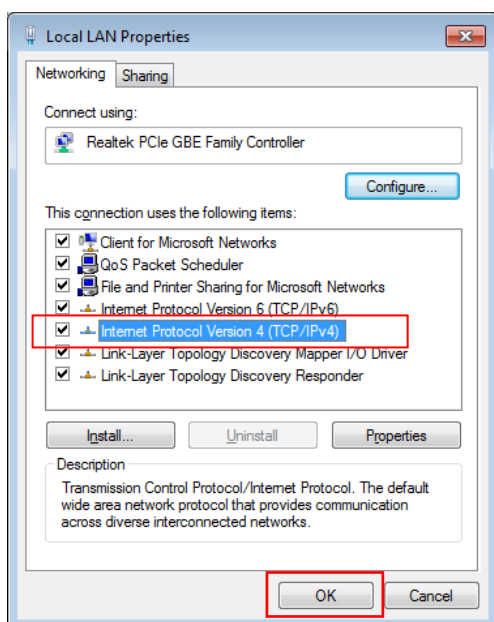 Local LAN Properties
Networking Sharing
Connect using:
Realtek PCIe GBE Family Controller
Configure...
This connection uses the following items:
Client for Microsoft Networks
QoS Packet Scheduler
File and Printer Sharing for Microsoft Networks
Internet Protocol Version 6 (TCP/IPv6)
Internet Protocol Version 4 (TCP/IPv4)
Link-Layer Topology Discovery Mapper I/O Driver
Link-Layer Topology Discovery Responder
Install... Uninstall Properties
Description
Transmission Control Protocol/Internet Protocol. The default
wide area network protocol that provides communication
across diverse interconnected networks.
OK Cancel